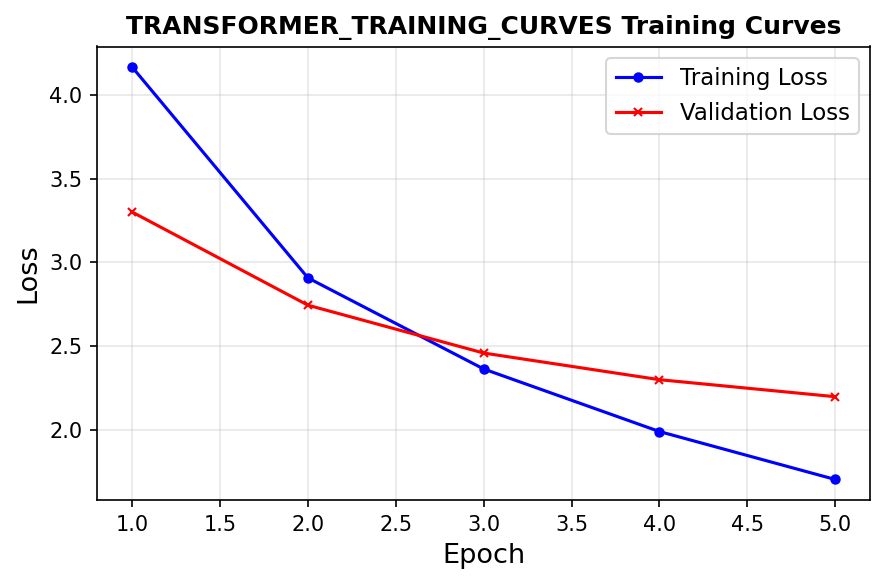 TRANSFORMER_TRAINING_CURVES Training Curves
Training Loss
Validation Loss
Loss
4.0
3.5
3.0
2.5
2.0
1.0 1.5 2.0 2.5 3.0 3.5 4.0 4.5 5.0
Epoch